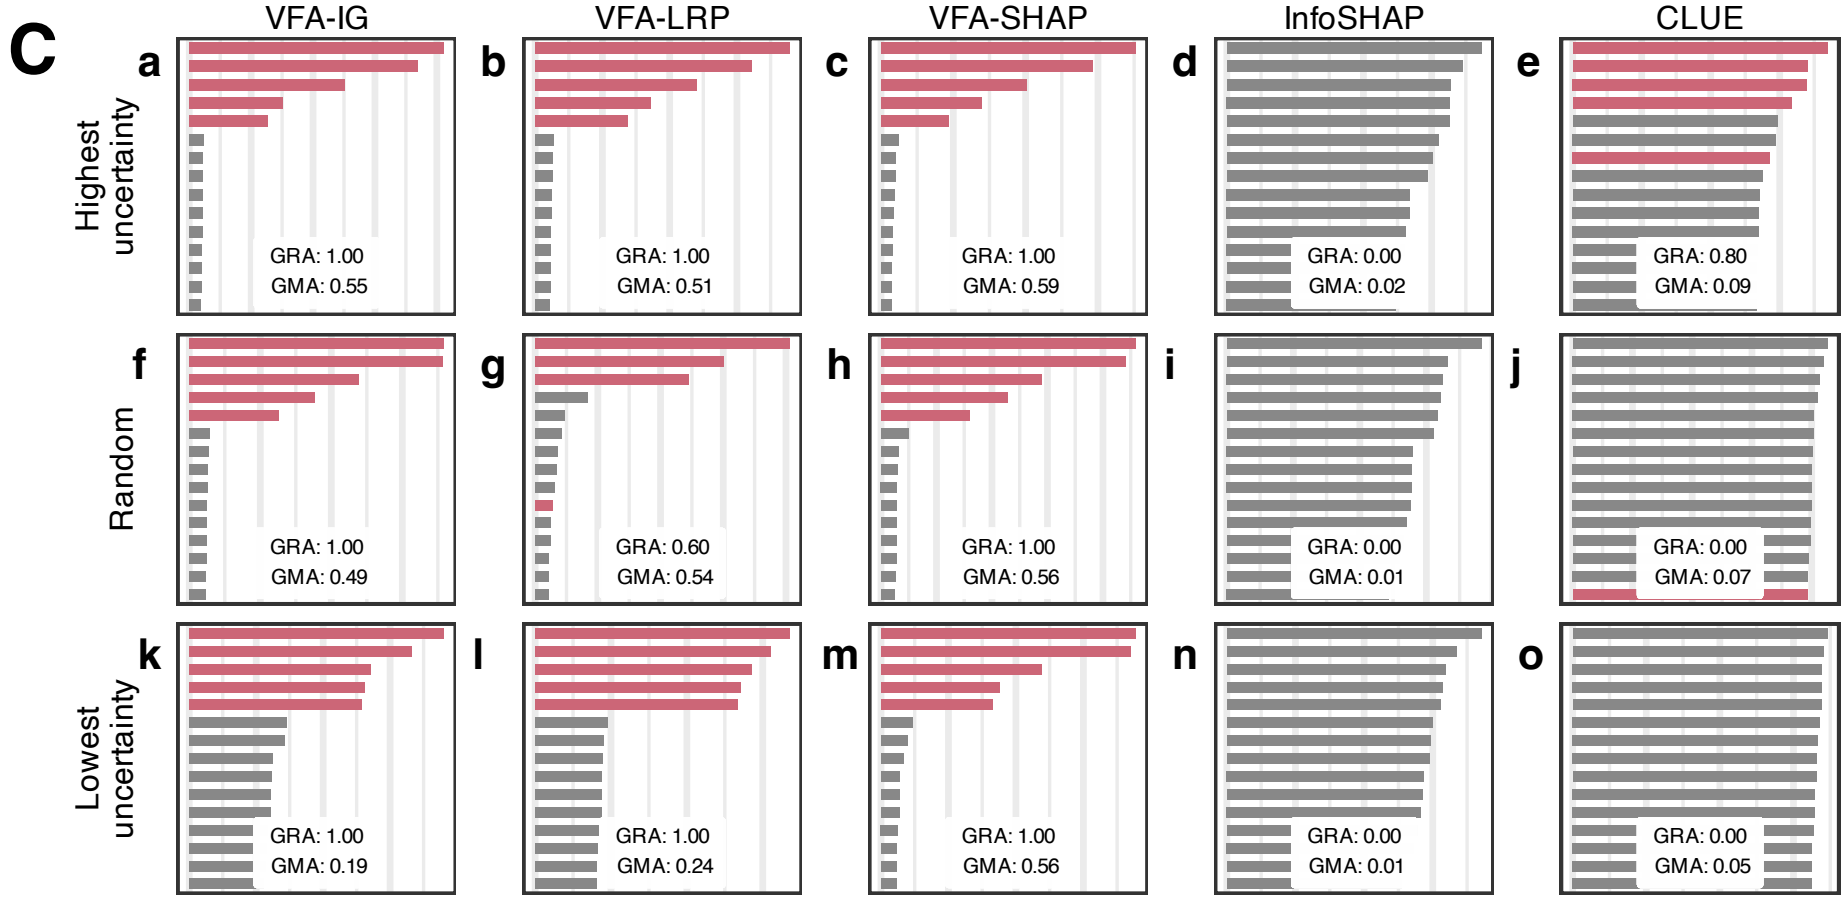 C
VFA-IG
VFA-LRP
VFA-SHAP
InfoSHAP
CLUE
Highest
uncertainty
a
GRA: 1.00
GMA: 0.55
b
GRA: 1.00
GMA: 0.51
c
GRA: 1.00
GMA: 0.59
d
GRA: 0.00
GMA: 0.02
e
GRA: 0.80
GMA: 0.09
Random
f
GRA: 1.00
GMA: 0.49
g
GRA: 0.60
GMA: 0.54
h
GRA: 1.00
GMA: 0.56
i
GRA: 0.00
GMA: 0.01
j
GRA: 0.00
GMA: 0.07
Lowest
uncertainty
k
GRA: 1.00
GMA: 0.19
l
GRA: 1.00
GMA: 0.24
m
GRA: 1.00
GMA: 0.56
n
GRA: 0.00
GMA: 0.01
o
GRA: 0.00
GMA: 0.05